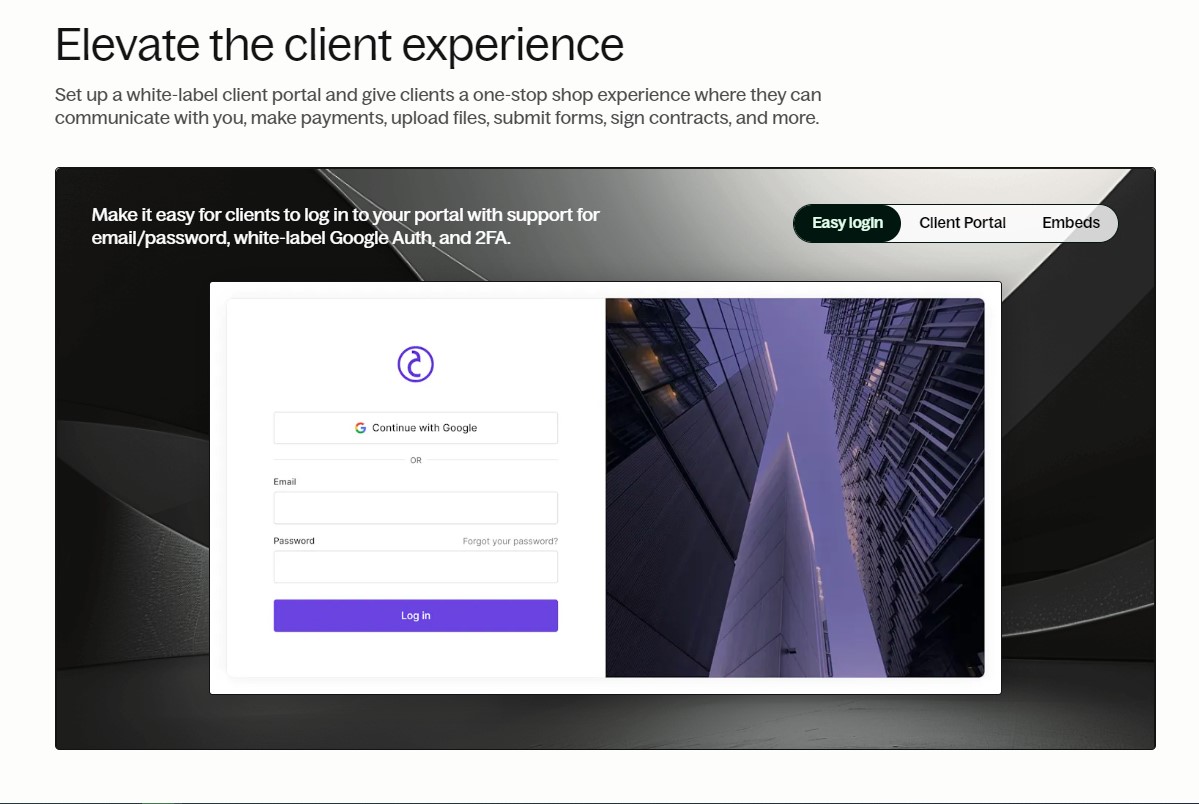 Elevate the client experience
Set up a white-label client portal and give clients a one-stop shop experience where they can
communicate with you, make payments, upload files, submit forms, sign contracts, and more.
Make it easy for clients to log in to your portal with support for
email/password, white-label Google Auth, and 2FA.
Easy login
Client Portal
Embeds
Continue with Google
OR
Email
Password
Forgot your password?
Log in